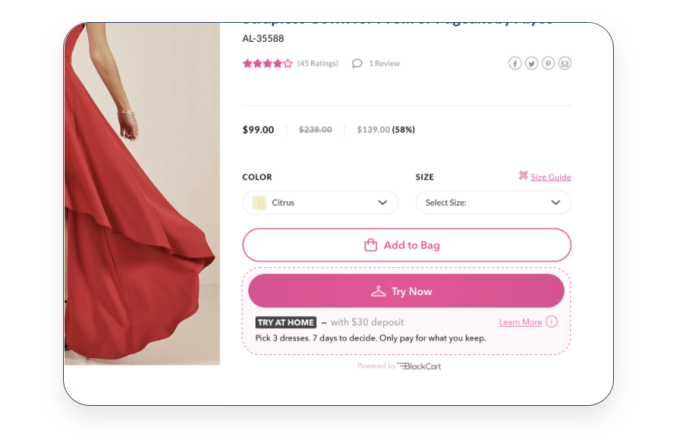 AL-35588
(45 Ratings) 1 Review
$99.00 $238.00 $139.00 (58%)
COLOR SIZE Size Guide
Citrus Select Size:
Add to Bag
Try Now
TRY AT HOME – with $30 deposit Learn More
Pick 3 dresses. 7 days to decide. Only pay for what you keep.
Powered by BlackCart